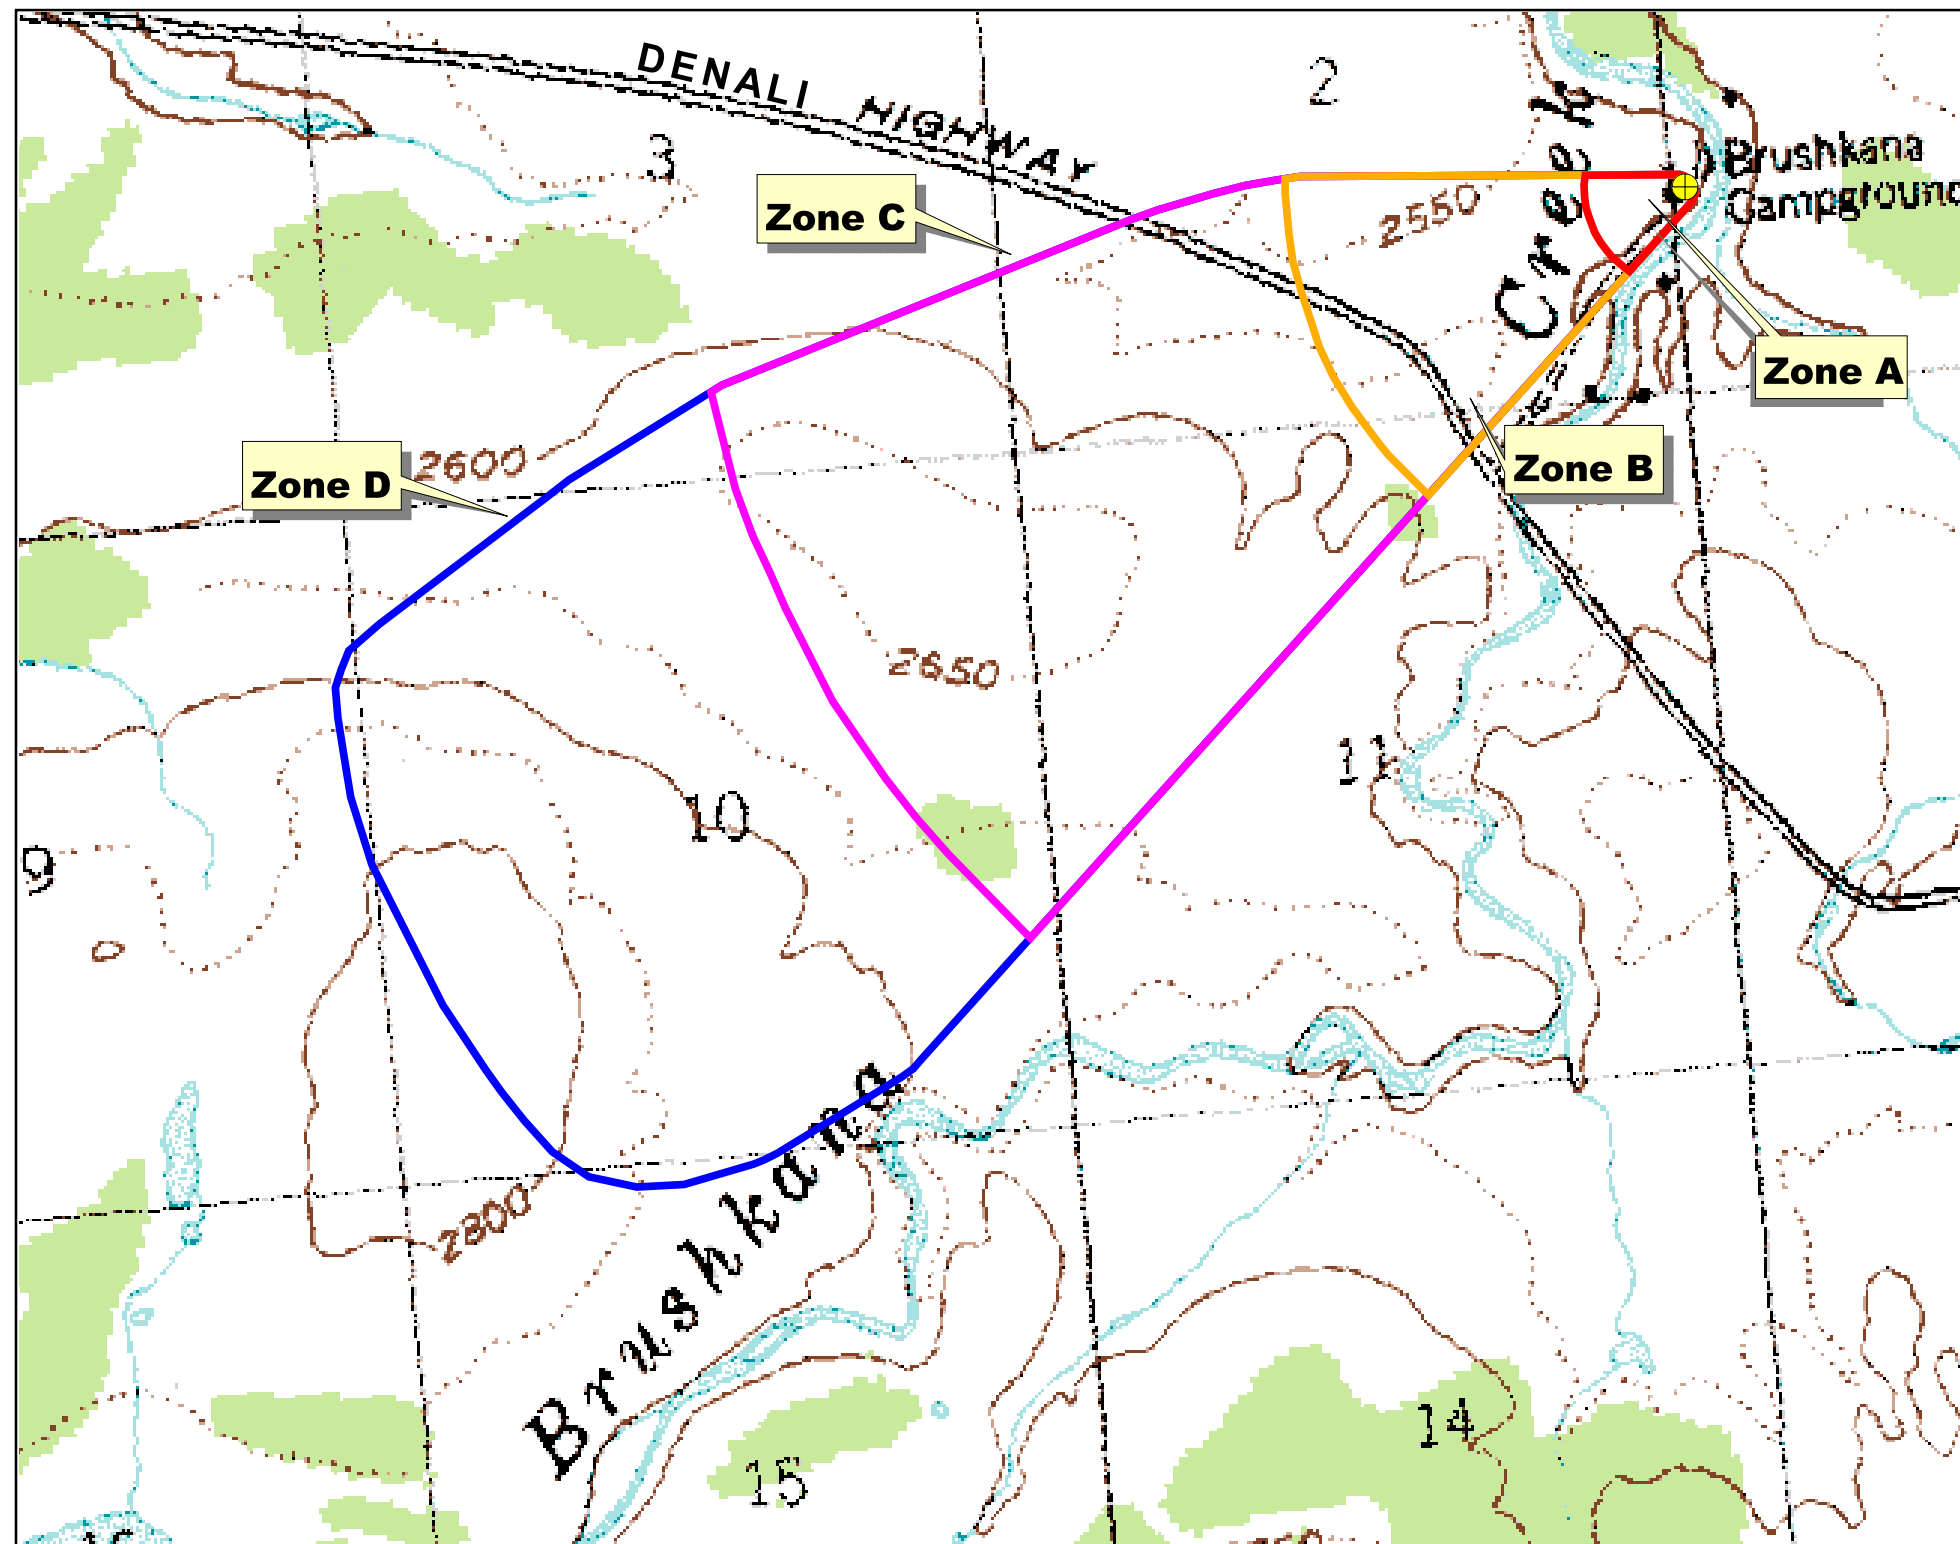 DENALI HIGHWAY
2
3
Creek
Brushkana
Campground
Zone C
2550
Zone A
2600
Zone D
Zone B
2650
11
10
9
2800
Brushkana
14
15